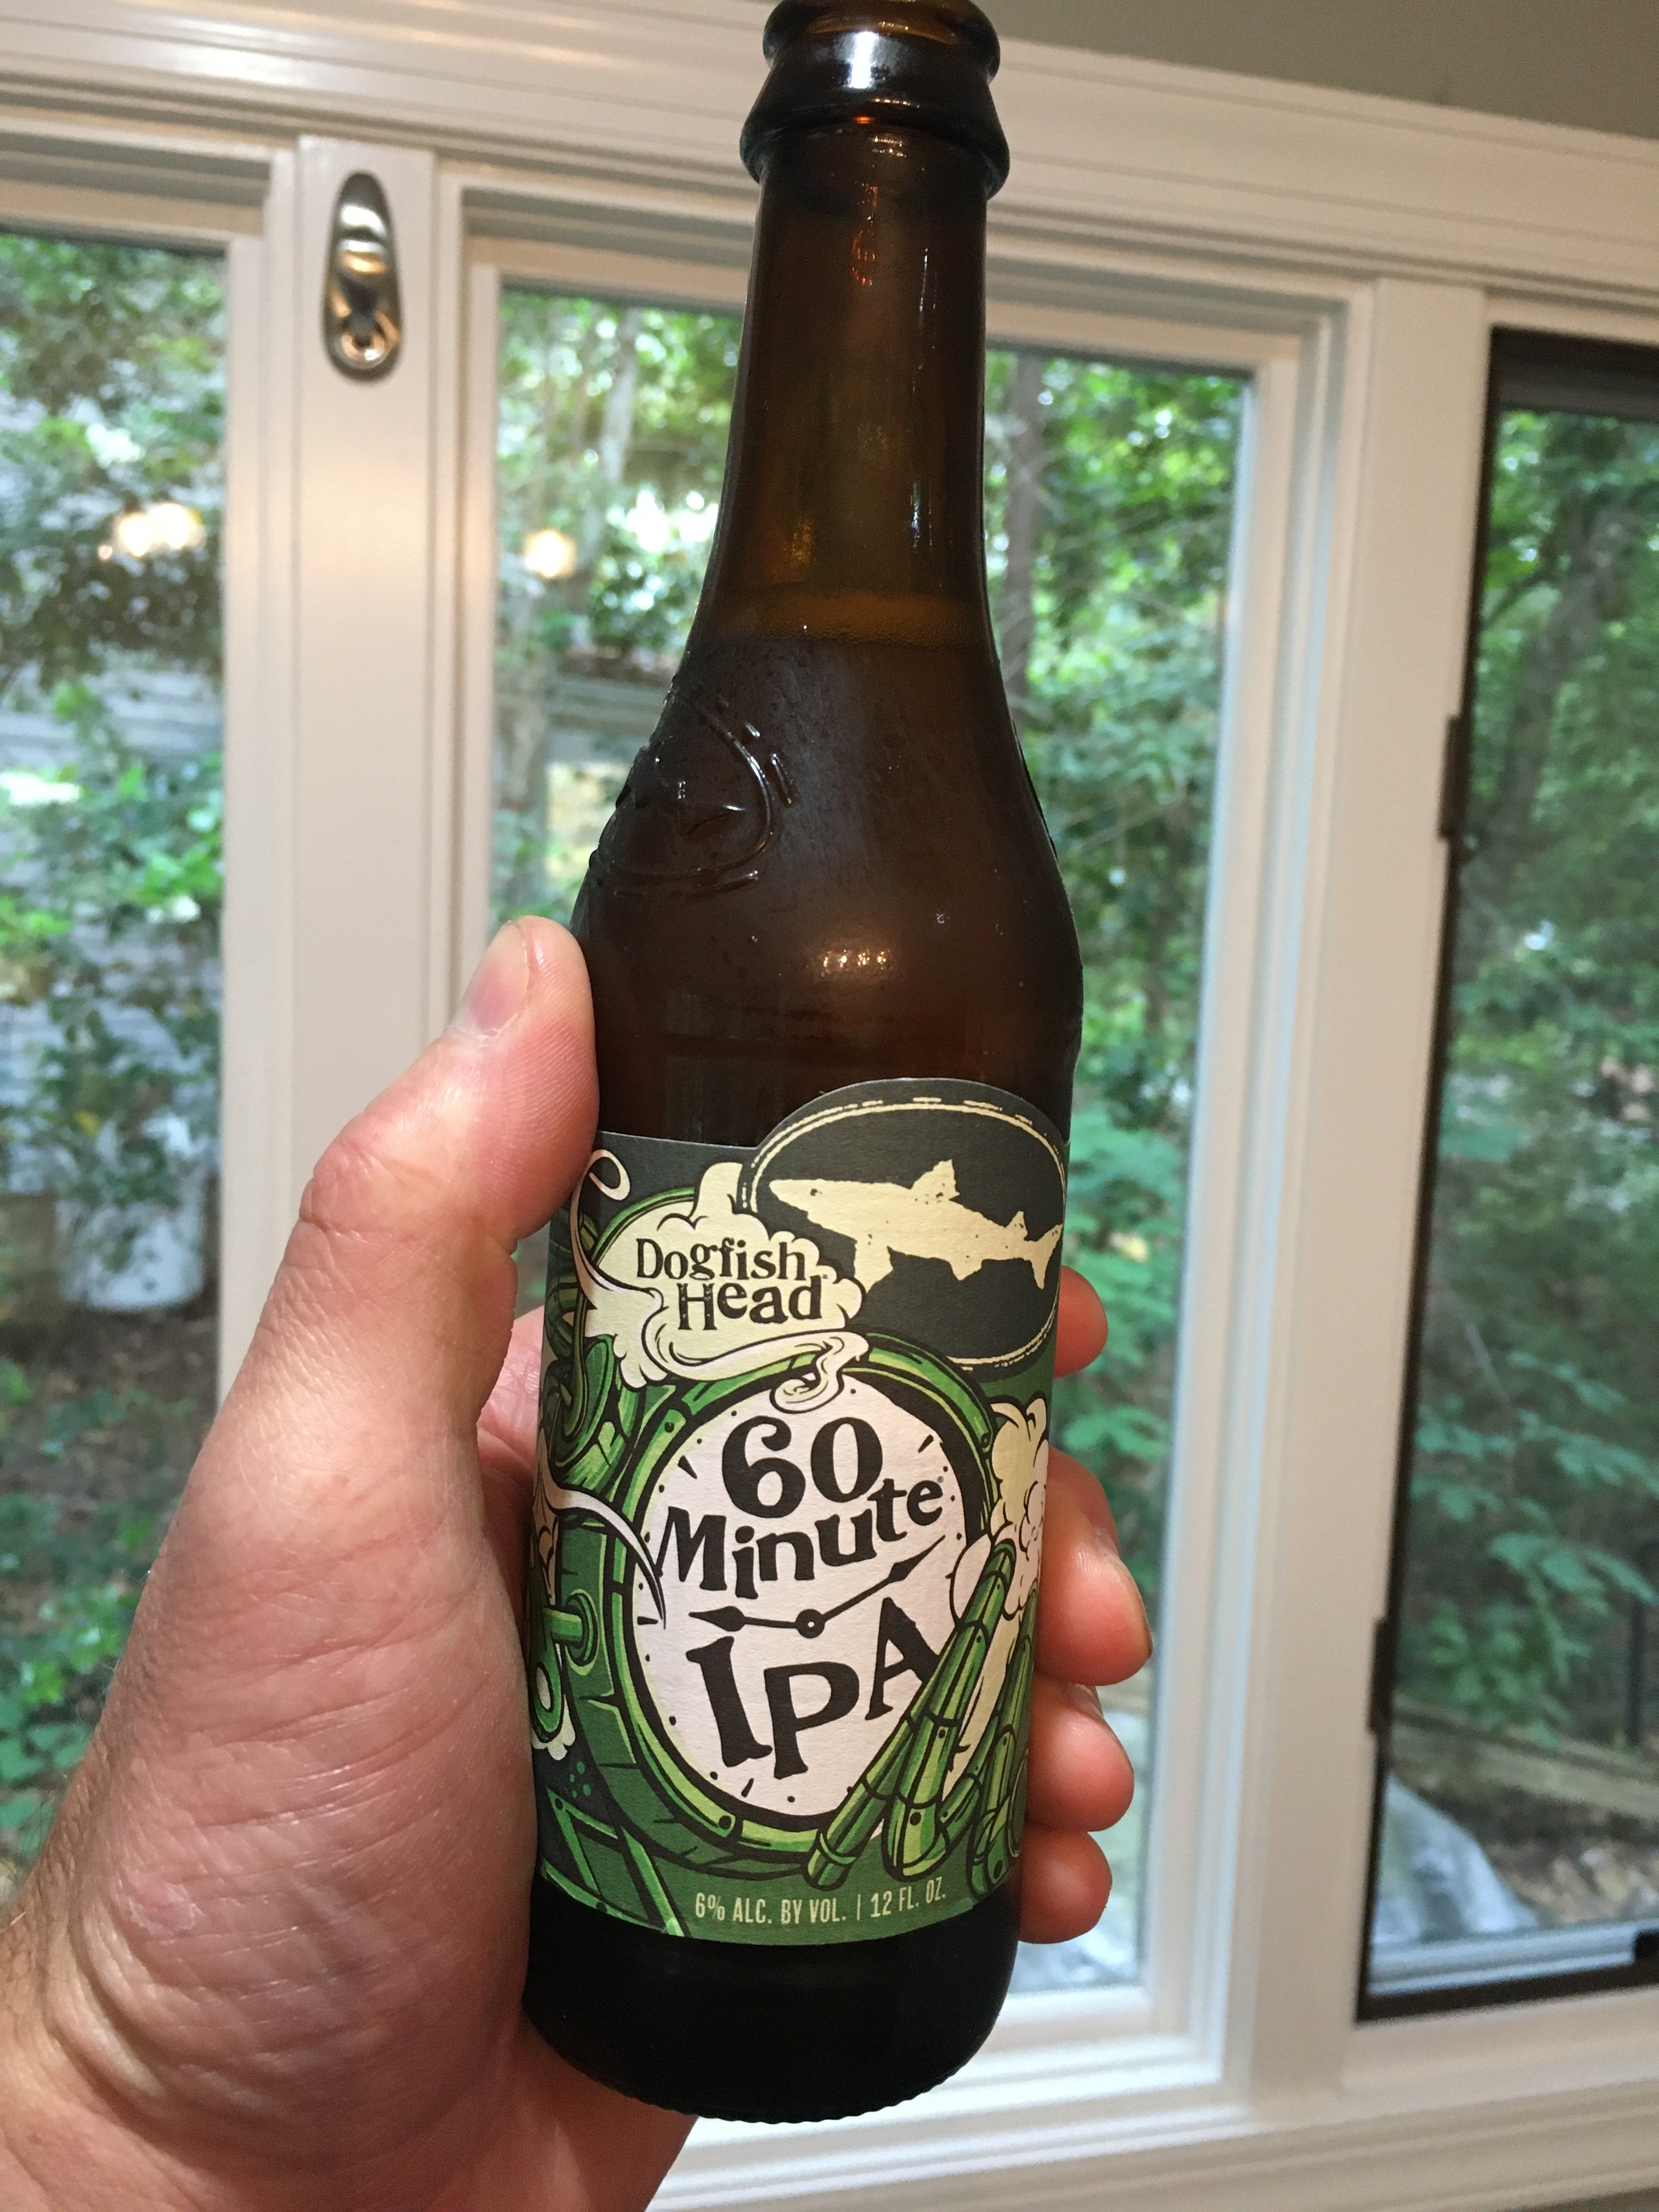 Dogfish
Head
60
Minute
IPA
6% ALC. BY VOL. | 12 FL. OZ.